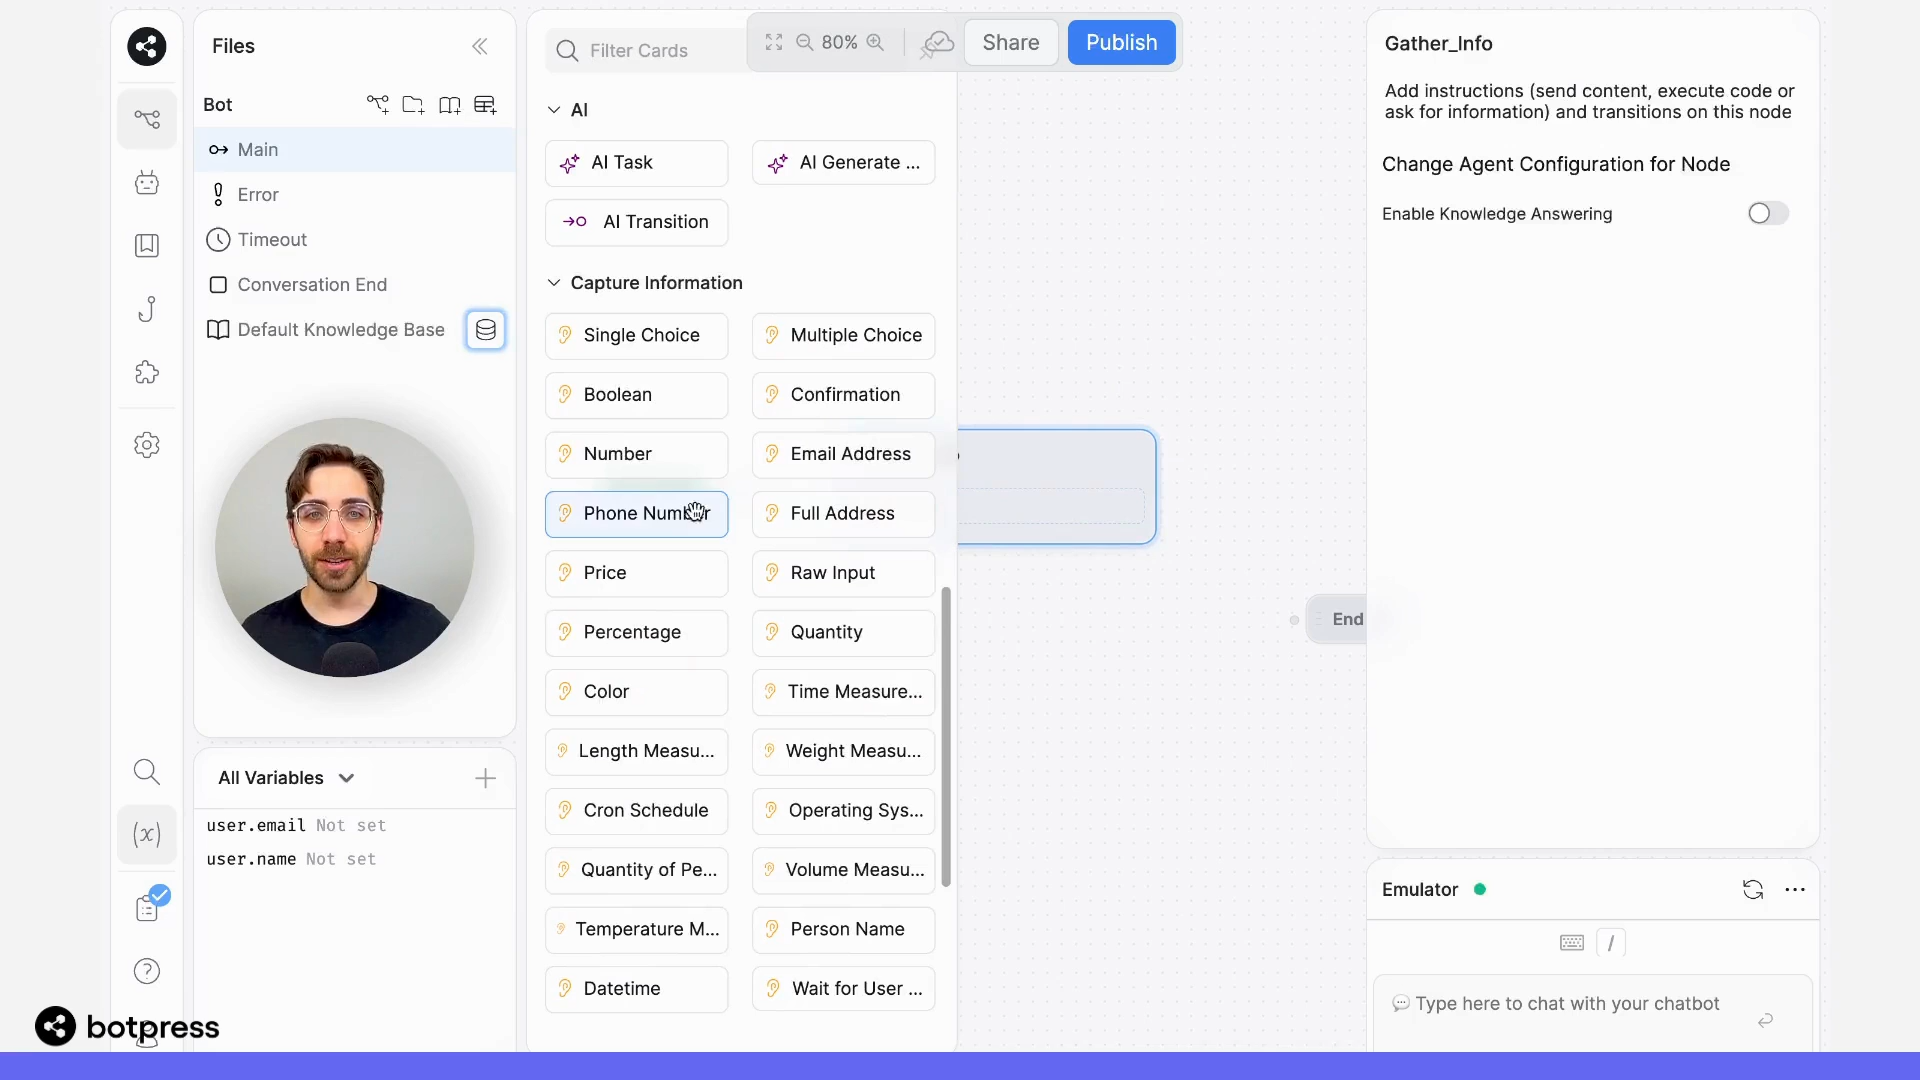 Files
Bot
Main
Error
Timeout
Conversation End
Default Knowledge Base
All Variables
user.email Not set
user.name Not set
botpress
Filter Cards
80%
Share
Publish
AI
AI Task
AI Generate ...
AI Transition
Capture Information
Single Choice
Multiple Choice
Boolean
Confirmation
Number
Email Address
Phone Number
Full Address
Price
Raw Input
Percentage
Quantity
Color
Time Measure...
Length Measu...
Weight Measu...
Cron Schedule
Operating Sys...
Quantity of Pe...
Volume Measu...
Temperature M...
Person Name
Datetime
Wait for User ...
End
Gather_Info
Add instructions (send content, execute code or
ask for information) and transitions on this node
Change Agent Configuration for Node
Enable Knowledge Answering
Emulator
/
Type here to chat with your chatbot